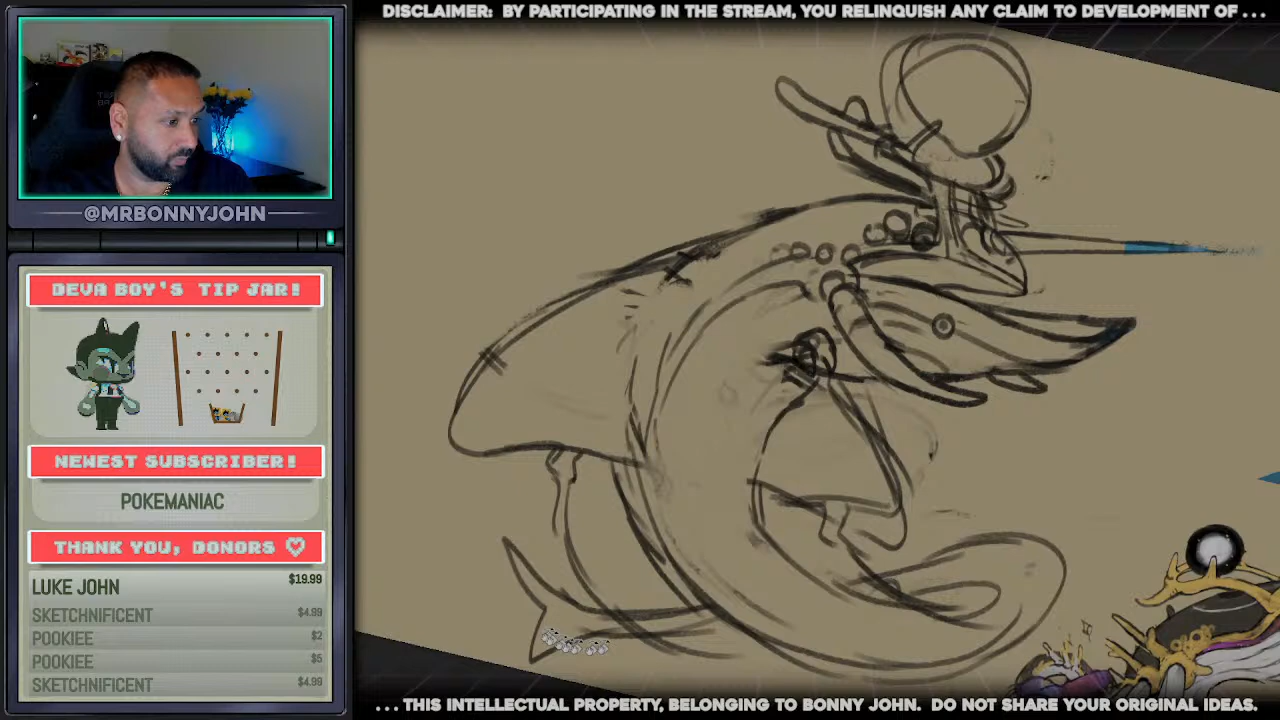 DISCLAIMER: BY PARTICIPATING IN THE STREAM, YOU RELINQUISH ANY CLAIM TO DEVELOPMENT OF . . .
@MRBONNYJOHN
DEVA BOY'S TIP JAR!
NEWEST SUBSCRIBER!
POKEMANIAC
THANK YOU, DONORS
LUKE JOHN $19.99
SKETCHNIFICENT $4.99
POOKIEE $2
POOKIEE $5
SKETCHNIFICENT $4.99
. . . THIS INTELLECTUAL PROPERTY, BELONGING TO BONNY JOHN. DO NOT SHARE YOUR ORIGINAL IDEAS.